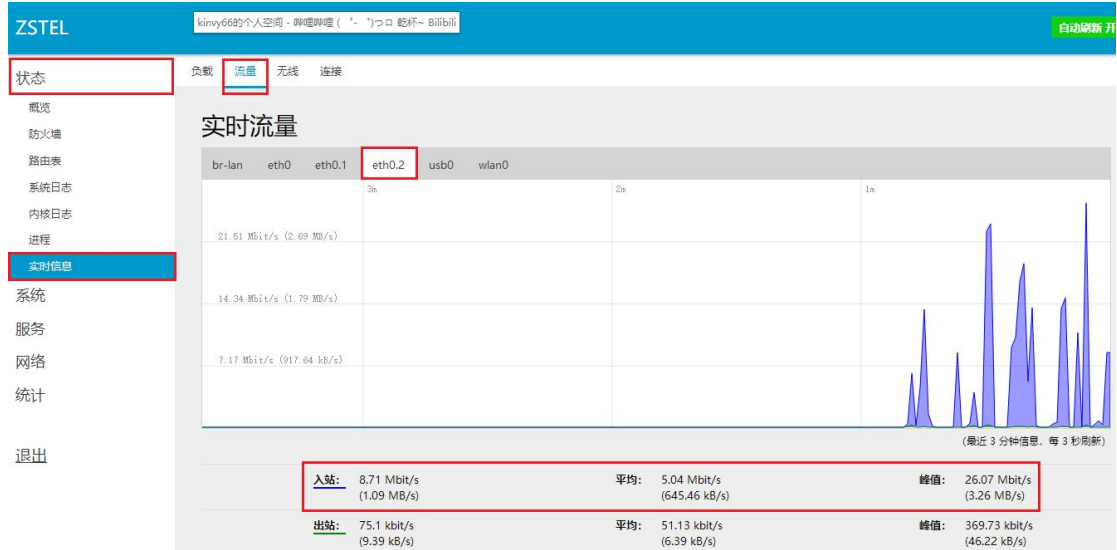 ZSTEL
kinvy66的个人空间 - 哔哩哔哩 ( ゜- ゜)つロ 乾杯~ Bilibili
自动刷新 开
状态
概览
防火墙
路由表
系统日志
内核日志
进程
实时信息
系统
服务
网络
统计
退出
负载 流量 无线 连接
实时流量
br-lan eth0 eth0.1 eth0.2 usb0 wlan0
3m 2m 1m
21.51 Mbit/s (2.69 MB/s)
14.34 Mbit/s (1.79 MB/s)
7.17 Mbit/s (917.64 kB/s)
(最近 3 分钟信息，每 3 秒刷新)
入站: 8.71 Mbit/s 平均: 5.04 Mbit/s 峰值: 26.07 Mbit/s
(1.09 MB/s) (645.46 kB/s) (3.26 MB/s)
出站: 75.1 kbit/s 平均: 51.13 kbit/s 峰值: 369.73 kbit/s
(9.39 kB/s) (6.39 kB/s) (46.22 kB/s)